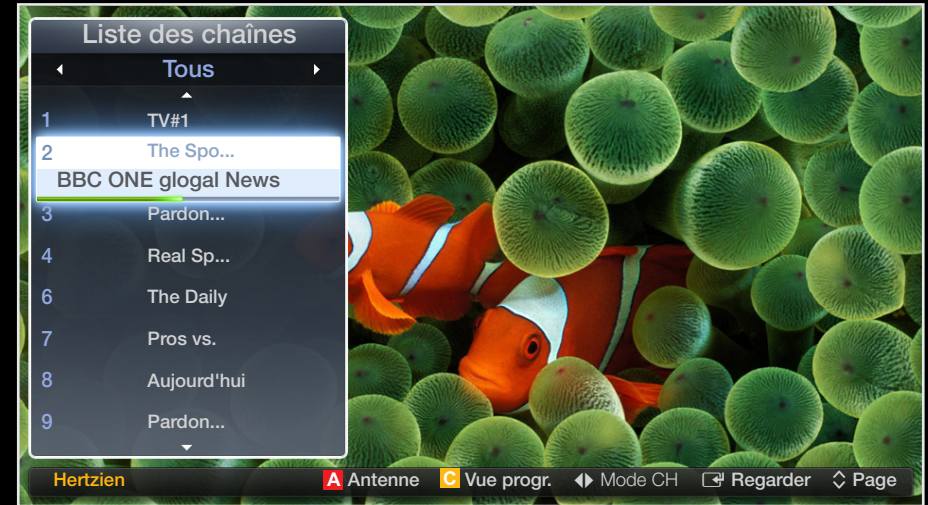 Liste des chaînes
Tous
1 TV#1
2 The Spo...
BBC ONE glogal News
3 Pardon...
4 Real Sp...
6 The Daily
7 Pros vs.
8 Aujourd'hui
9 Pardon...
Hertzien A Antenne C Vue progr. Mode CH Regarder Page